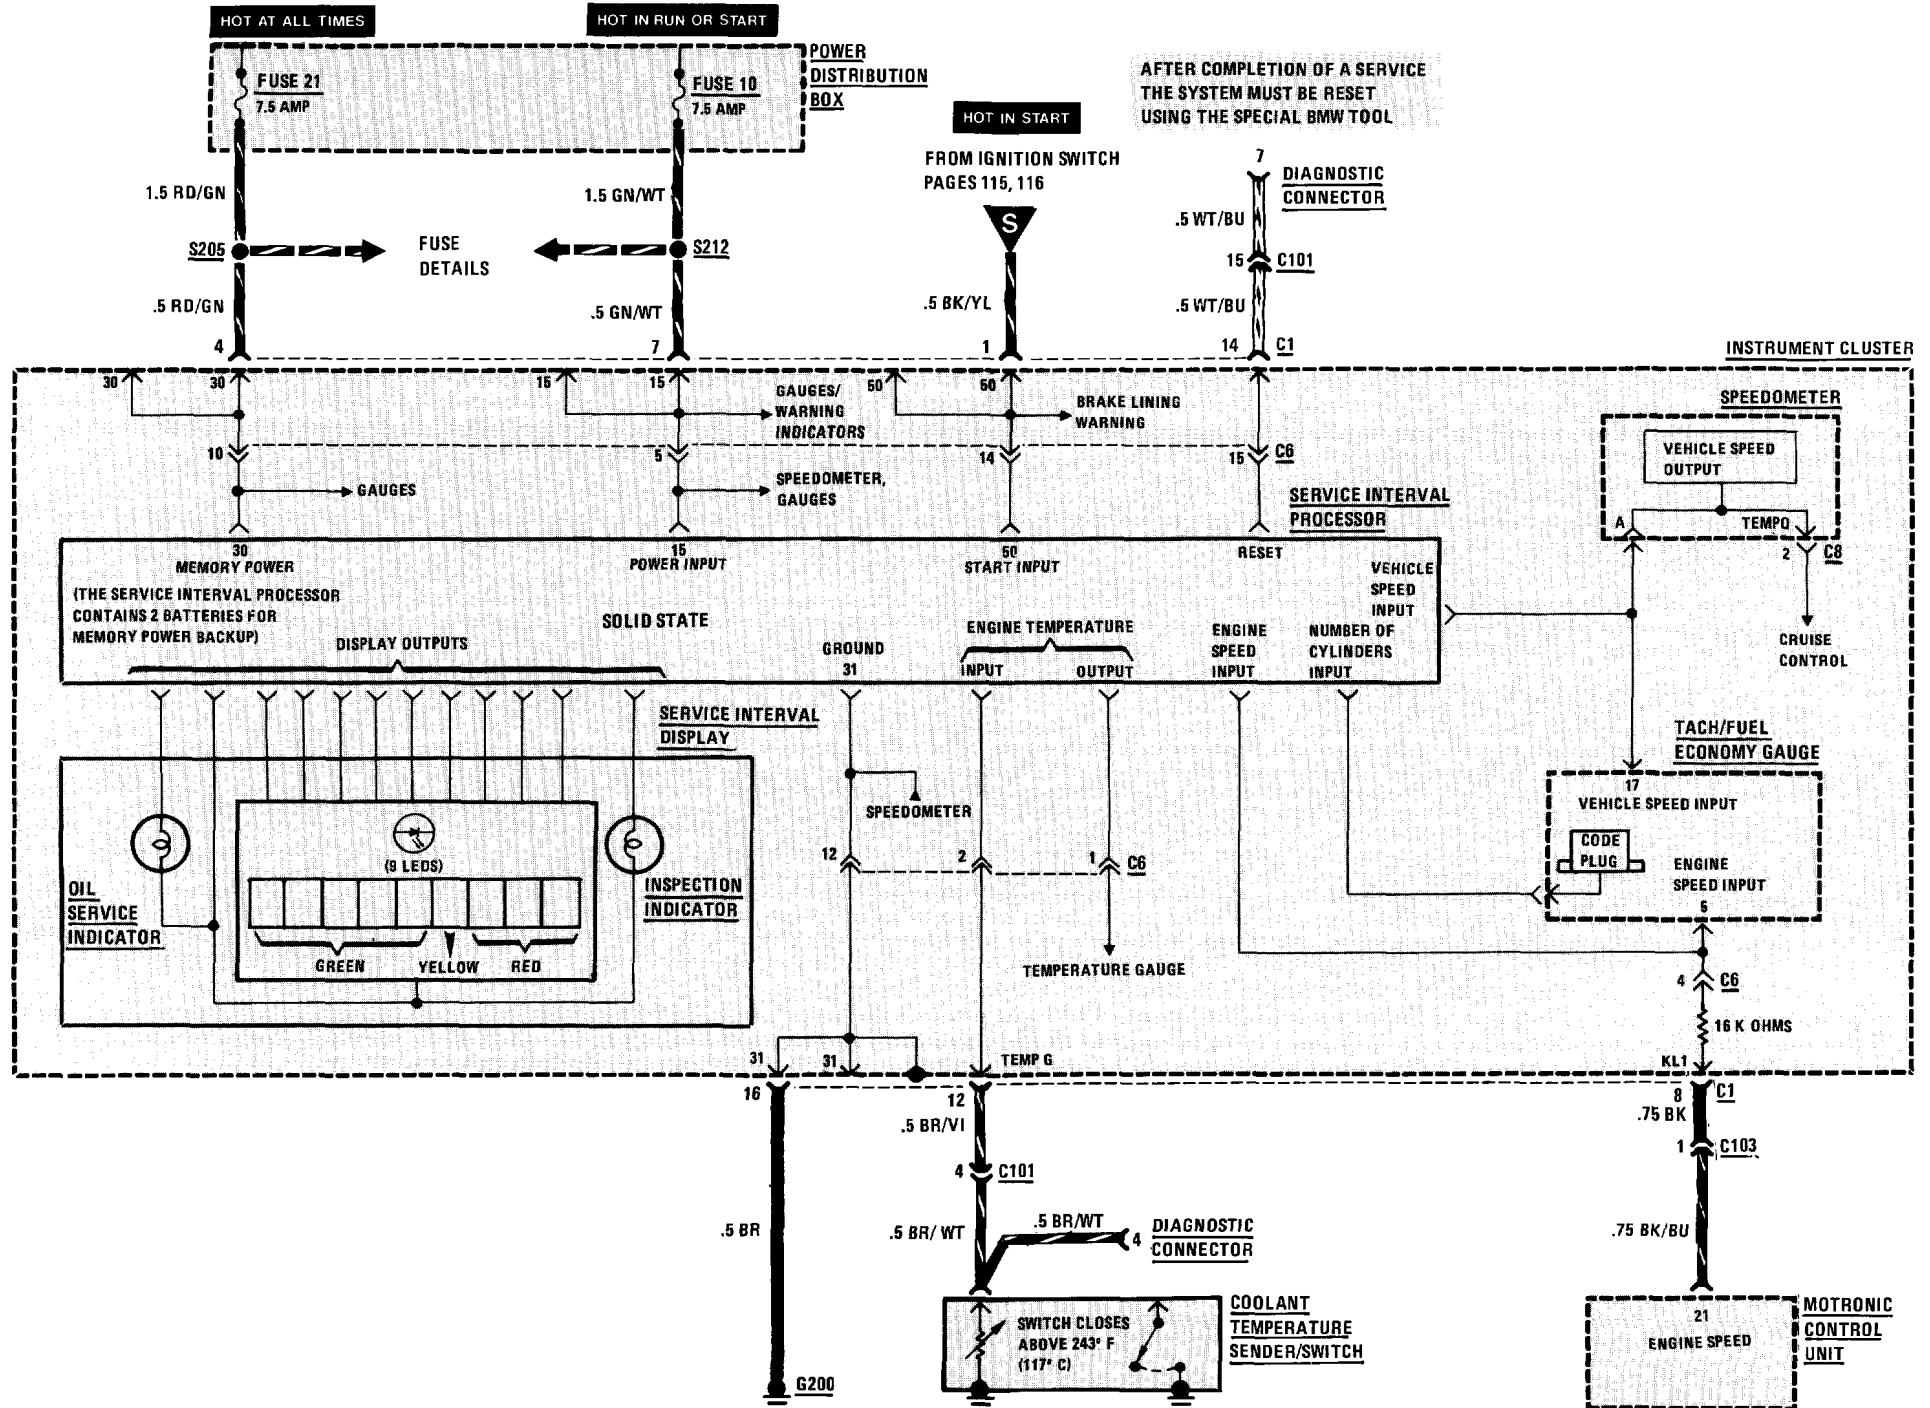 HOT AT ALL TIMES
HOT IN RUN OR START
POWER
DISTRIBUTION
BOX
FUSE 21
7.5 AMP
FUSE 10
7.5 AMP
AFTER COMPLETION OF A SERVICE
THE SYSTEM MUST BE RESET
USING THE SPECIAL BMW TOOL
HOT IN START
FROM IGNITION SWITCH
PAGES 115, 116
S
7
DIAGNOSTIC
CONNECTOR
1.5 RD/GN
1.5 GN/WT
.5 WT/BU
S205
FUSE
DETAILS
S212
15
C101
.5 RD/GN
.5 GN/WT
.5 BK/YL
.5 WT/BU
4
7
1
14
C1
INSTRUMENT CLUSTER
30
30
15
15
50
50
GAUGES/
WARNING
INDICATORS
BRAKE LINING
WARNING
SPEEDOMETER
VEHICLE SPEED
OUTPUT
10
5
14
15
C6
GAUGES
SPEEDOMETER,
GAUGES
SERVICE INTERVAL
PROCESSOR
A
TEMPO
2
C8
CRUISE
CONTROL
30
MEMORY POWER
15
POWER INPUT
50
START INPUT
RESET
VEHICLE
SPEED
INPUT
(THE SERVICE INTERVAL PROCESSOR
CONTAINS 2 BATTERIES FOR
MEMORY POWER BACKUP)
SOLID STATE
DISPLAY OUTPUTS
GROUND
31
ENGINE TEMPERATURE
INPUT
OUTPUT
ENGINE
SPEED
INPUT
NUMBER OF
CYLINDERS
INPUT
SERVICE INTERVAL
DISPLAY
TACH/FUEL
ECONOMY GAUGE
17
VEHICLE SPEED INPUT
CODE
PLUG
ENGINE
SPEED INPUT
5
SPEEDOMETER
12
2
1
C6
(9 LEDS)
OIL
SERVICE
INDICATOR
INSPECTION
INDICATOR
GREEN
YELLOW
RED
TEMPERATURE GAUGE
4
C6
16 K OHMS
31
31
TEMP G
KL1
16
12
8
C1
.5 BR/VI
.75 BK
4
C101
1
C103
.5 BR
.5 BR/WT
.5 BR/WT
4
DIAGNOSTIC
CONNECTOR
.75 BK/BU
SWITCH CLOSES
ABOVE 243° F
(117° C)
COOLANT
TEMPERATURE
SENDER/SWITCH
21
ENGINE SPEED
MOTRONIC
CONTROL
UNIT
G200